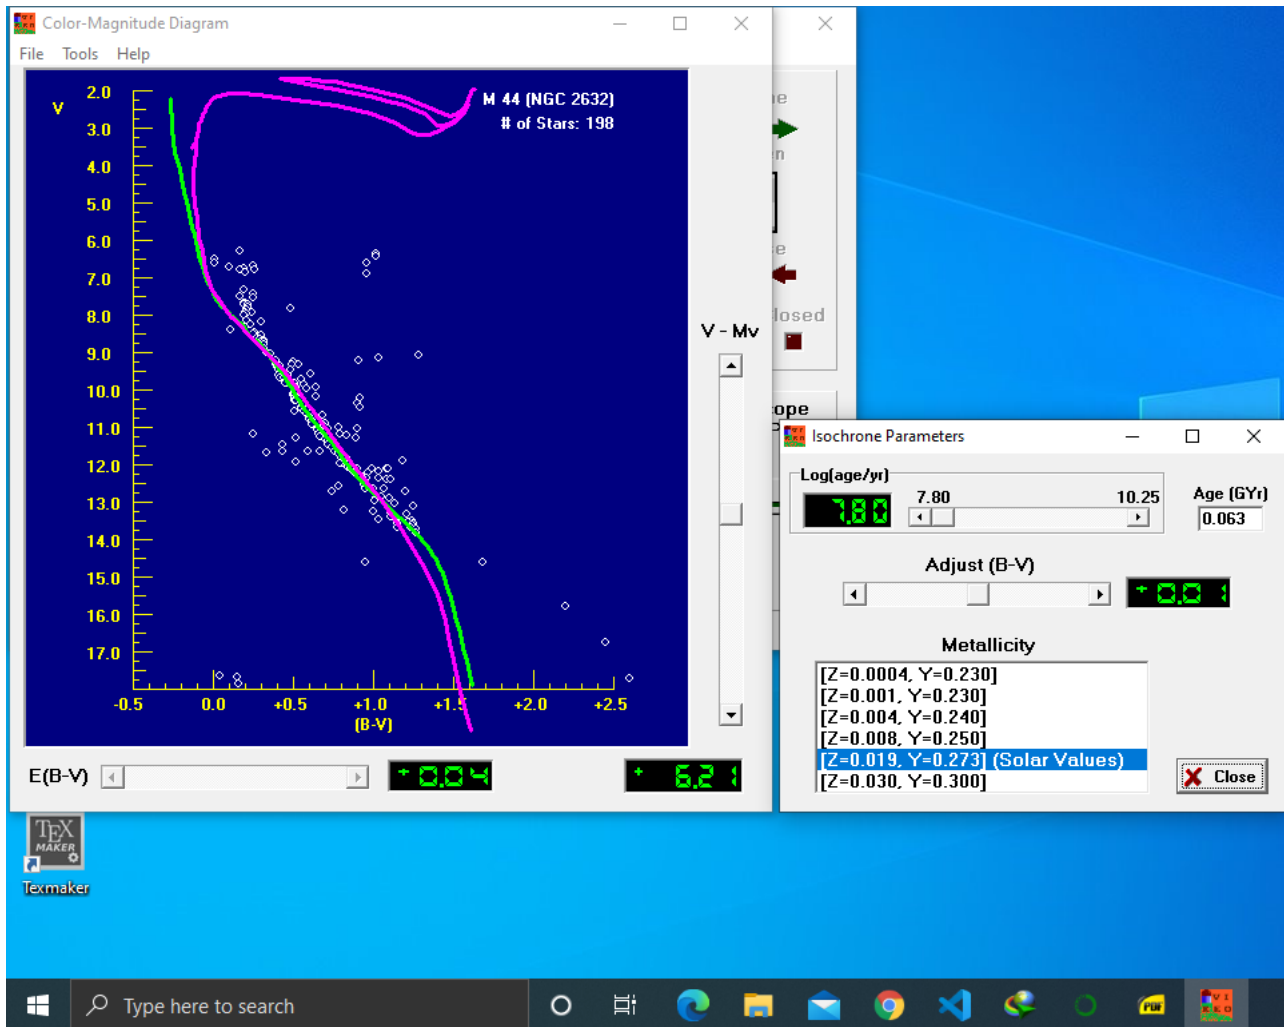 Color-Magnitude Diagram
File Tools Help
V
2.0
3.0
4.0
5.0
6.0
7.0
8.0
9.0
10.0
11.0
12.0
13.0
14.0
15.0
16.0
17.0
M 44 (NGC 2632)
# of Stars: 198
-0.5 0.0 +0.5 +1.0 +1.5 +2.0 +2.5
(B-V)
V - Mv
E(B-V)
+0.04
+ 6.21
ne
n
e
losed
ope
Isochrone Parameters
Log(age/yr)
7.80
7.80 10.25
Age (GYr)
0.063
Adjust (B-V)
+0.01
Metallicity
[Z=0.0004, Y=0.230]
[Z=0.001, Y=0.230]
[Z=0.004, Y=0.240]
[Z=0.008, Y=0.250]
[Z=0.019, Y=0.273] (Solar Values)
[Z=0.030, Y=0.300]
Close
TEX
MAKER
Texmaker
Type here to search
PDF